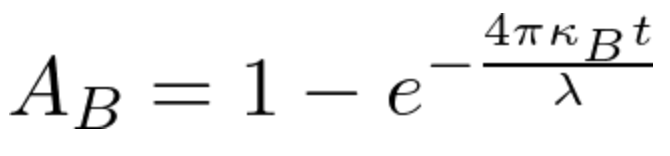 A_B = 1 - e^{-\frac{4\pi\kappa_B t}{\lambda}}